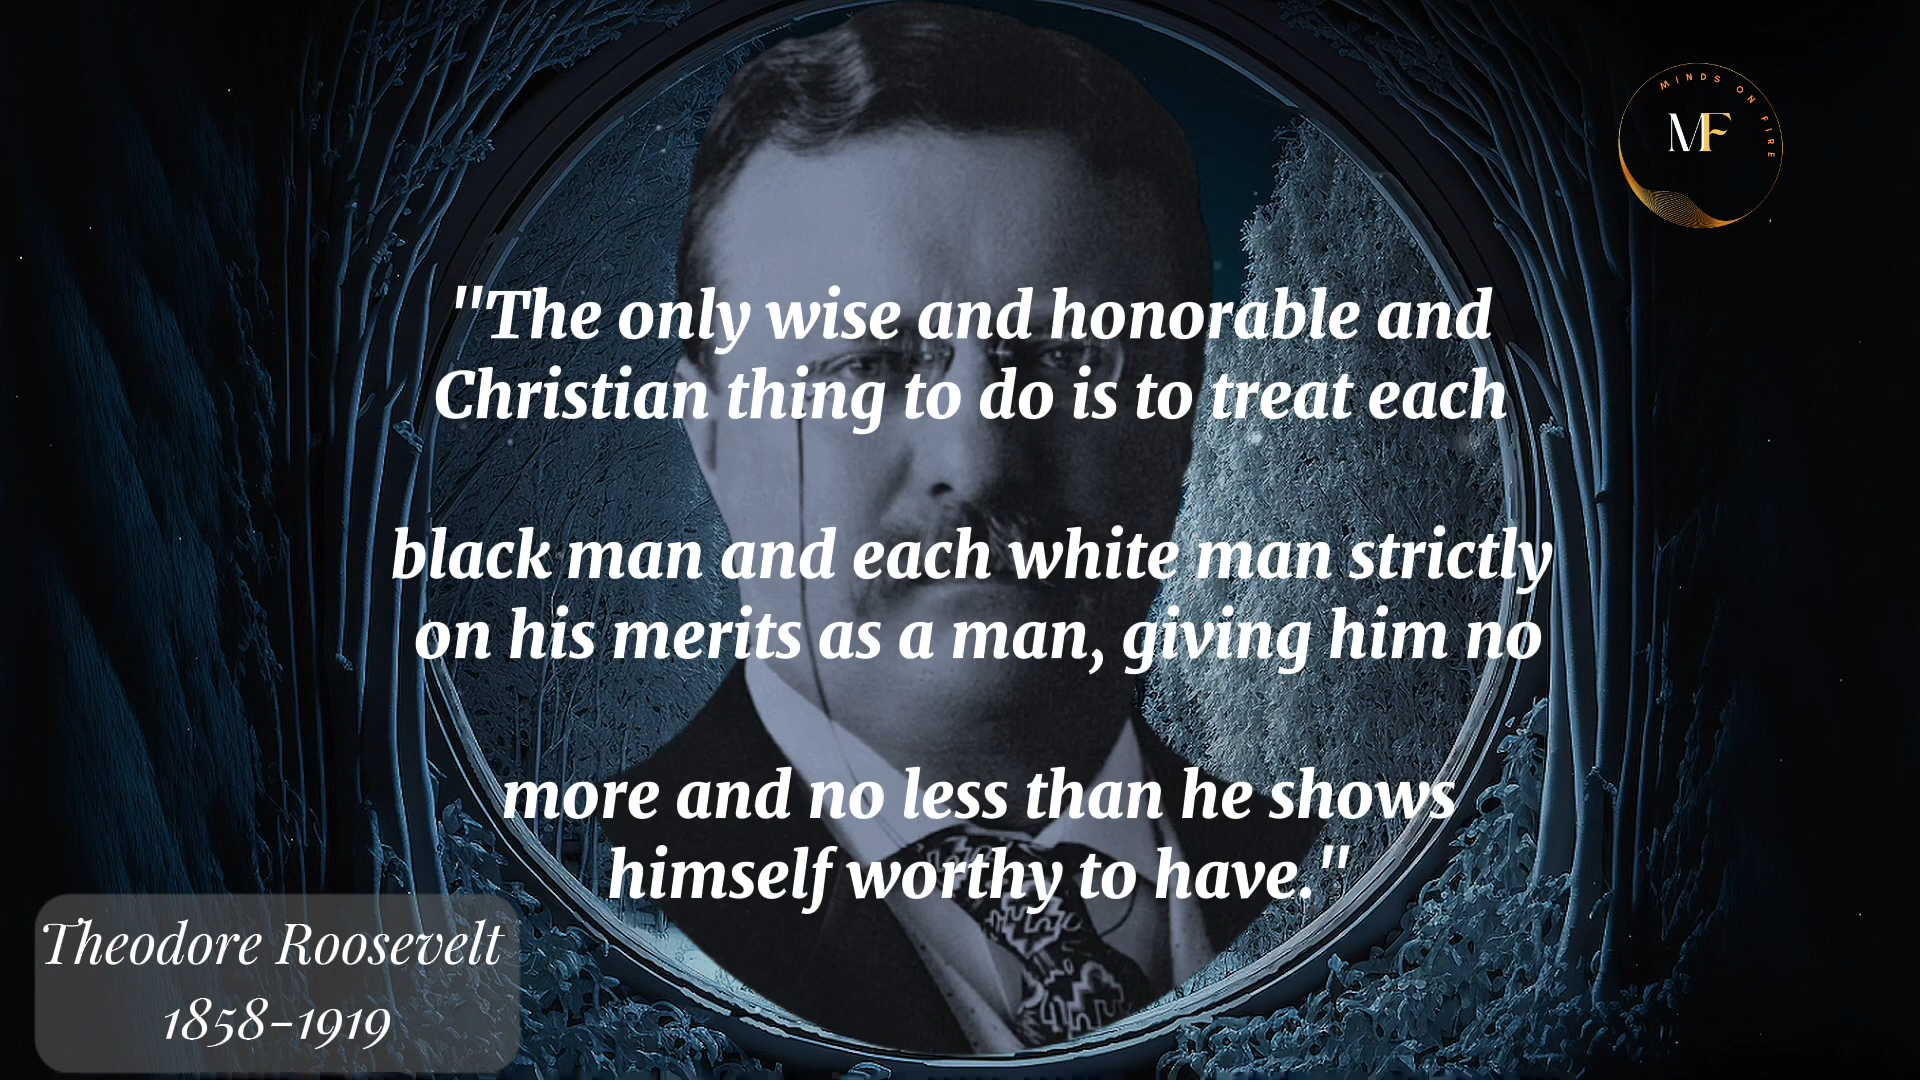 MINDS ON FIRE
MF
"The only wise and honorable and
Christian thing to do is to treat each
black man and each white man strictly
on his merits as a man, giving him no
more and no less than he shows
himself worthy to have."
Theodore Roosevelt
1858–1919